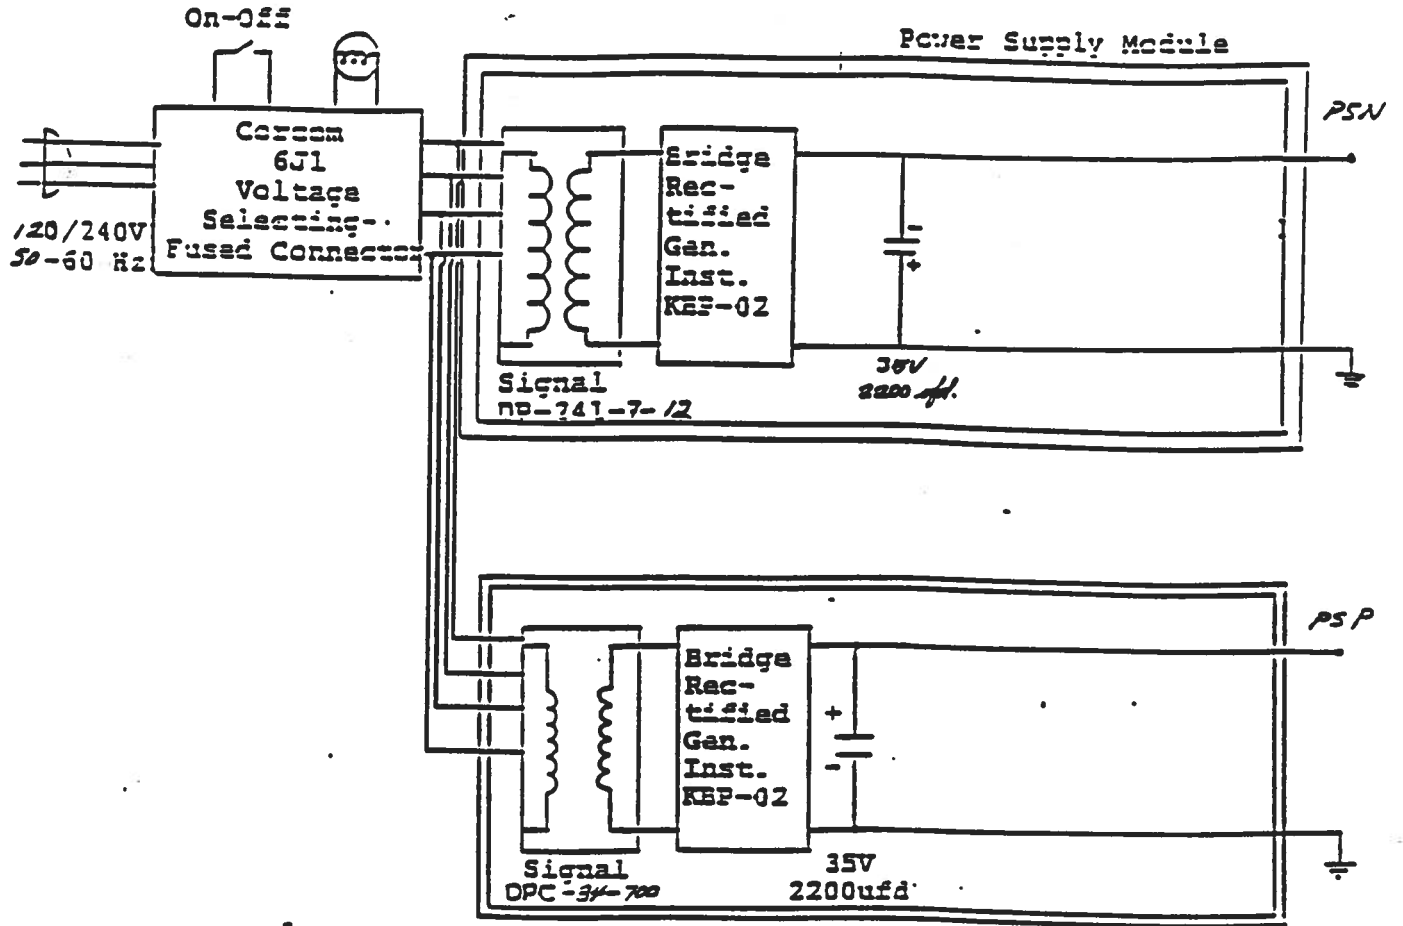 On-Off
Power Supply Module
PSN
Corcom
6J1
Voltage
Selecting-
Fused Connector
120/240V
50-60 Hz
Bridge
Rec-
tified
Gen.
Inst.
KBP-02
-
+
35V
2200 ufd.
Signal
PSP
Bridge
Rec-
tified
Gen.
Inst.
KBP-02
+
-
Signal
DPC-34-700
35V
2200ufd